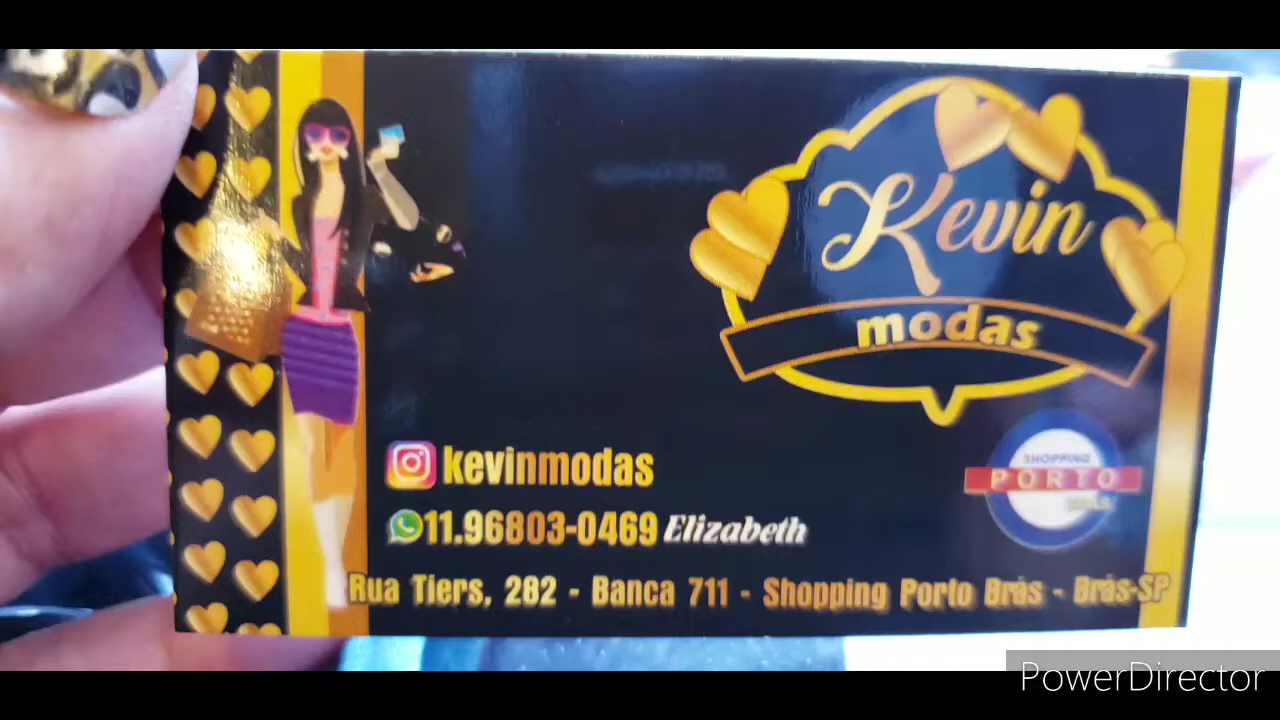 Kevin
modas
SHOPPING
PORTO
kevinmodas
11.96803-0469 Elizabeth
Rua Tiers, 282 - Banca 711 - Shopping Porto Brás - Brás-SP
PowerDirector